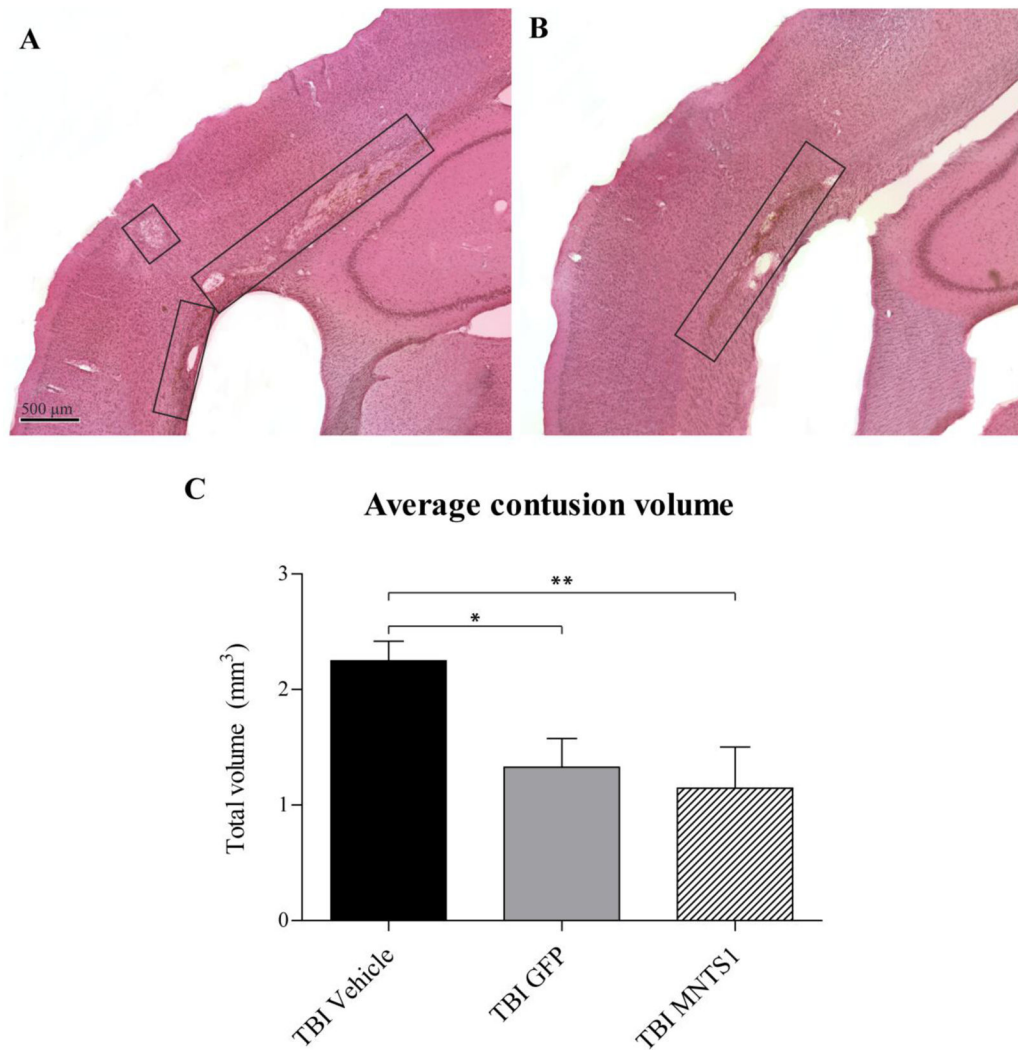 A
B
500 µm
C
Average contusion volume
3
**
*
2
Total volume (mm³)
1
0
TBI Vehicle
TBI GFP
TBI MNTS1